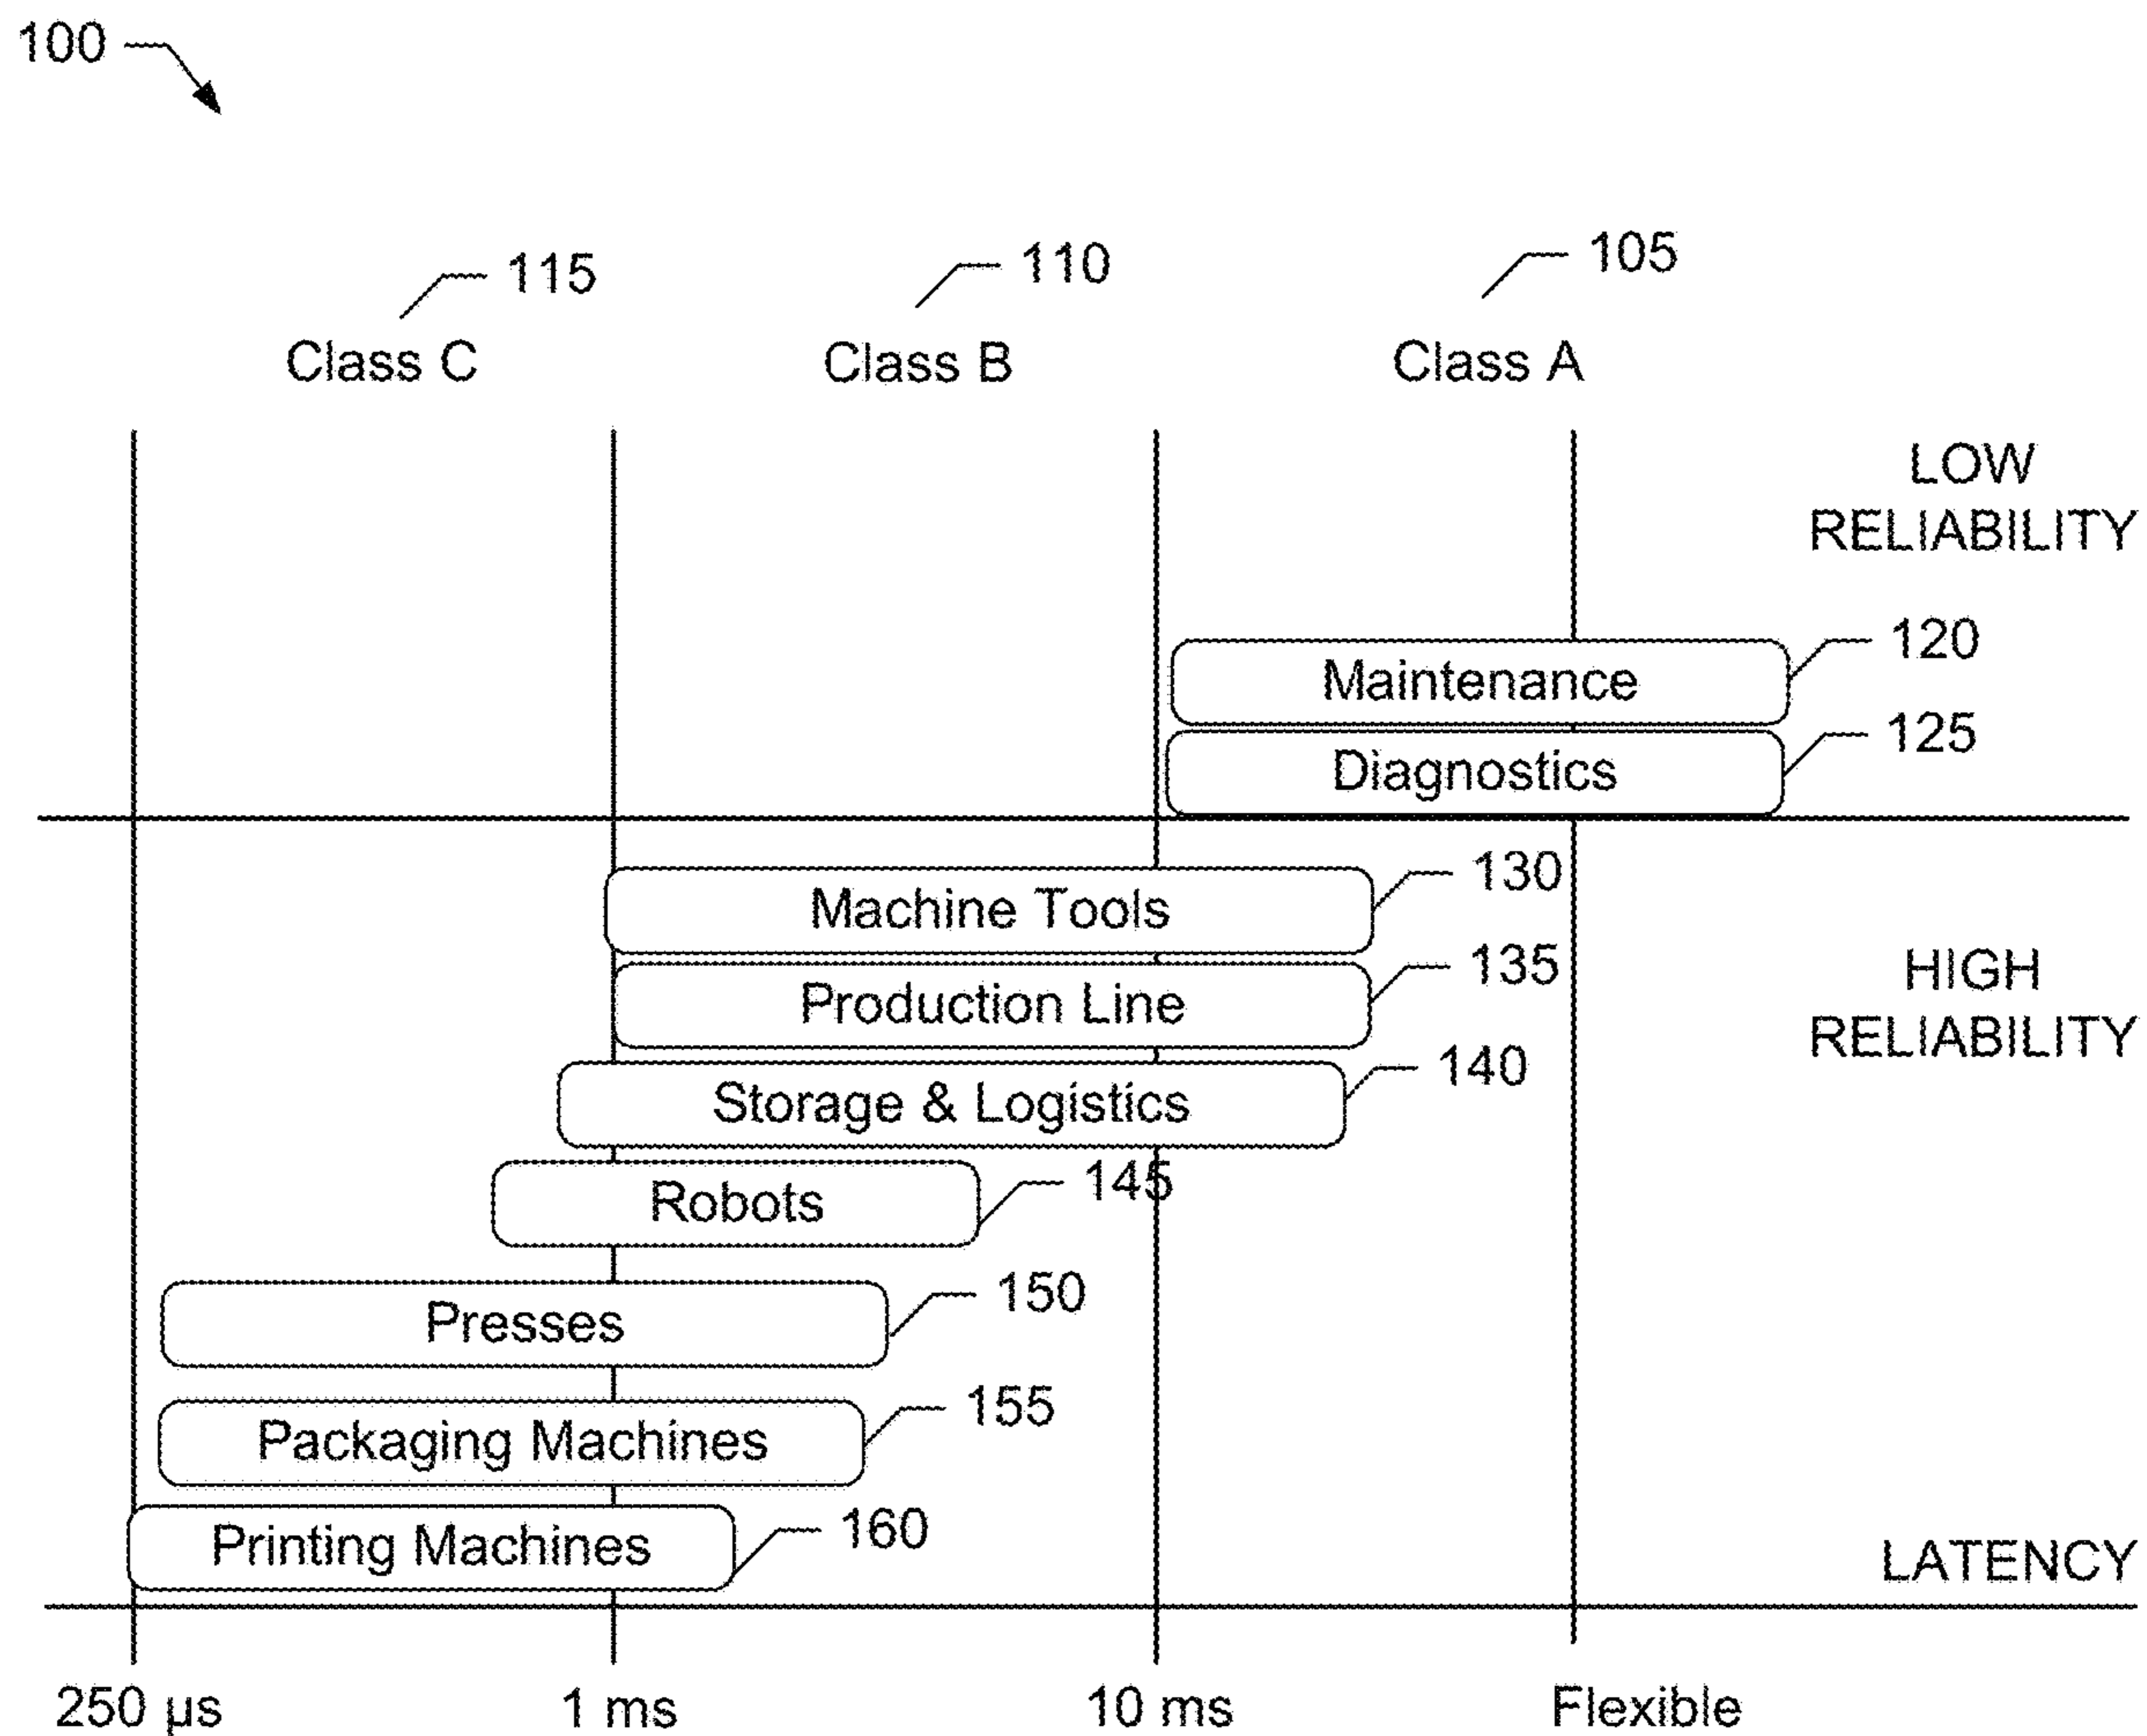 100
115
110
105
Class C
Class B
Class A
LOW
RELIABILITY
Maintenance
120
Diagnostics
125
Machine Tools
130
Production Line
135
HIGH
RELIABILITY
Storage & Logistics
140
Robots
145
Presses
150
Packaging Machines
155
Printing Machines
160
LATENCY
250 µs
1 ms
10 ms
Flexible